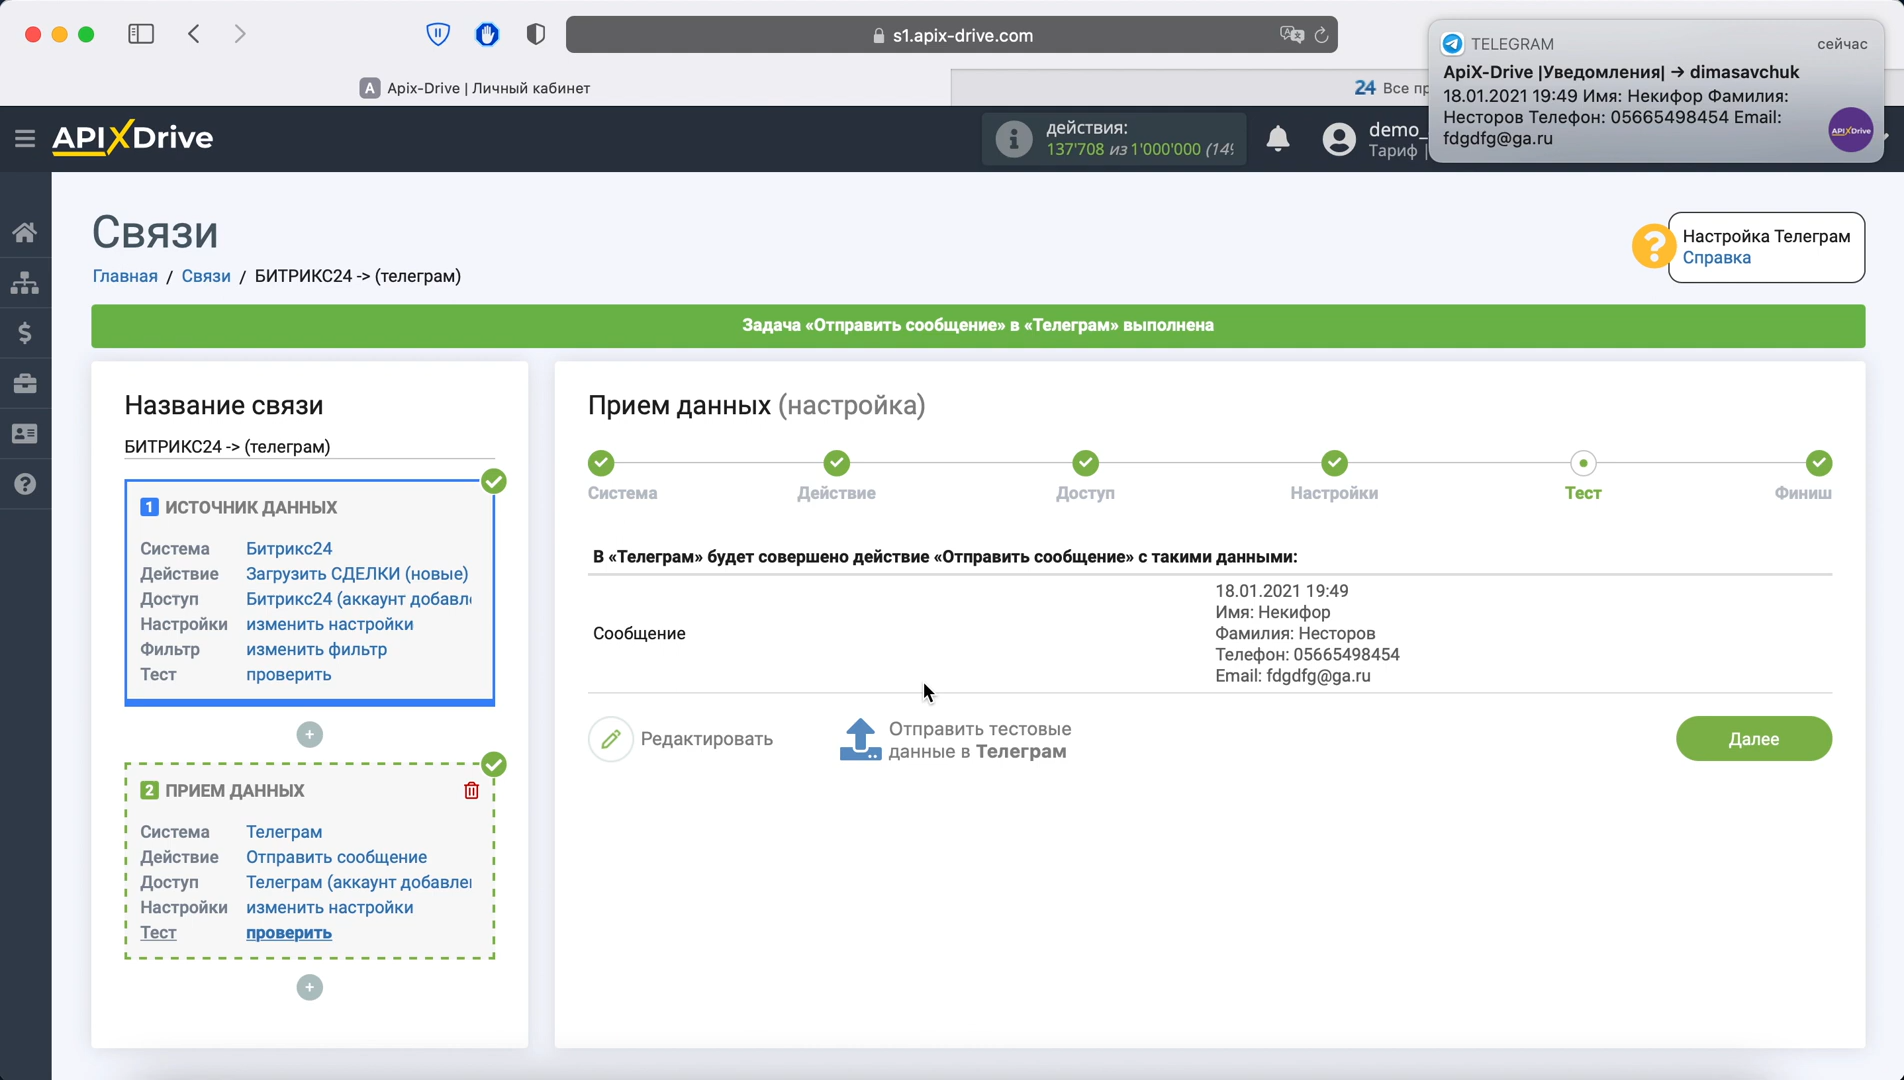 s1.apix-drive.com
A Apix-Drive | Личный кабинет
24 Все пр
TELEGRAM
сейчас
ApiX-Drive |Уведомления| → dimasavchuk
18.01.2021 19:49 Имя: Некифор Фамилия:
Несторов Телефон: 05665498454 Email:
fdgdfg@ga.ru
APIXDrive
APIXDrive
действия:
137'708 из 1'000'000 (14%
demo_
Тариф |
Связи
Главная / Связи / БИТРИКС24 -> (телеграм)
? Настройка Телеграм
Справка
Задача «Отправить сообщение» в «Телеграм» выполнена
Название связи
БИТРИКС24 -> (телеграм)
1 ИСТОЧНИК ДАННЫХ
Система Битрикс24
Действие Загрузить СДЕЛКИ (новые)
Доступ Битрикс24 (аккаунт добавле
Настройки изменить настройки
Фильтр изменить фильтр
Тест проверить
+
2 ПРИЕМ ДАННЫХ
Система Телеграм
Действие Отправить сообщение
Доступ Телеграм (аккаунт добавлен
Настройки изменить настройки
Тест проверить
+
Прием данных (настройка)
Система Действие Доступ Настройки Тест Финиш
В «Телеграм» будет совершено действие «Отправить сообщение» с такими данными:
Сообщение
18.01.2021 19:49
Имя: Некифор
Фамилия: Несторов
Телефон: 05665498454
Email: fdgdfg@ga.ru
Редактировать
Отправить тестовые
данные в Телеграм
Далее